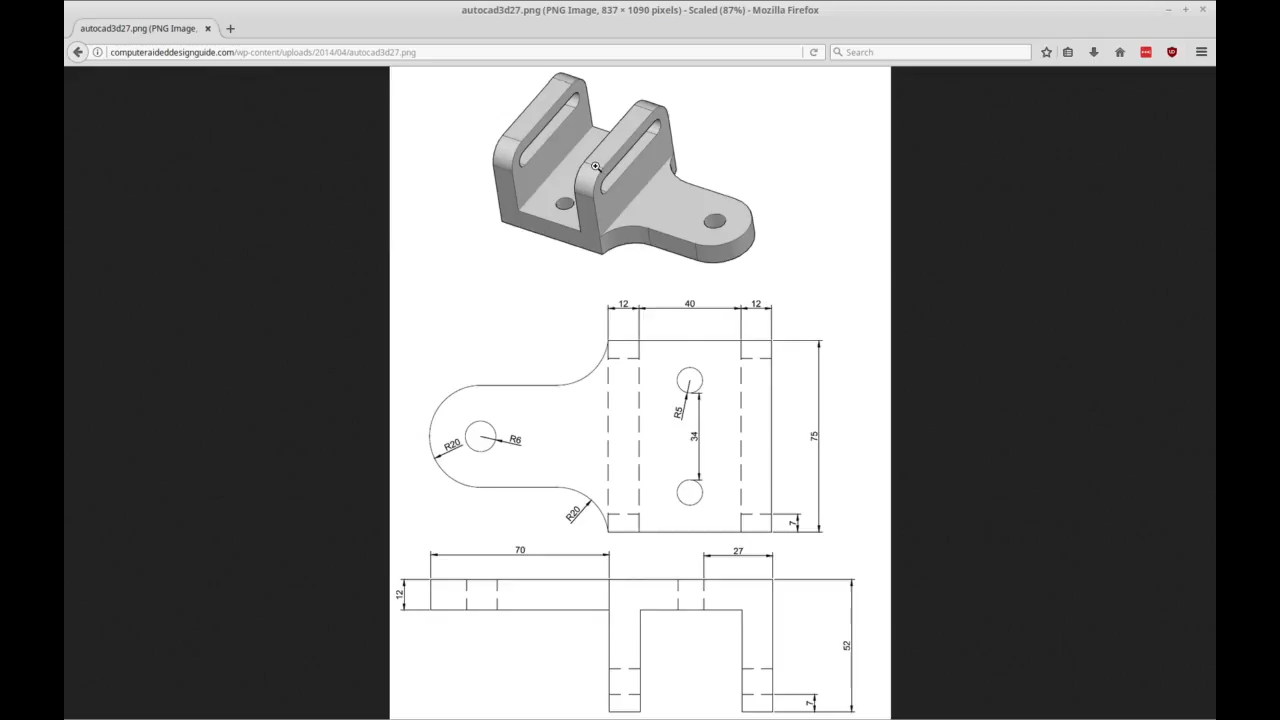 autocad3d27.png (PNG Image, 837 × 1090 pixels) - Scaled (87%) - Mozilla Firefox
autocad3d27.png (PNG Image,
computeraideddesignguide.com/wp-content/uploads/2014/04/autocad3d27.png
Search
12 40 12
R5
R20 R6
34
75
R20
7
70 27
12
52
7